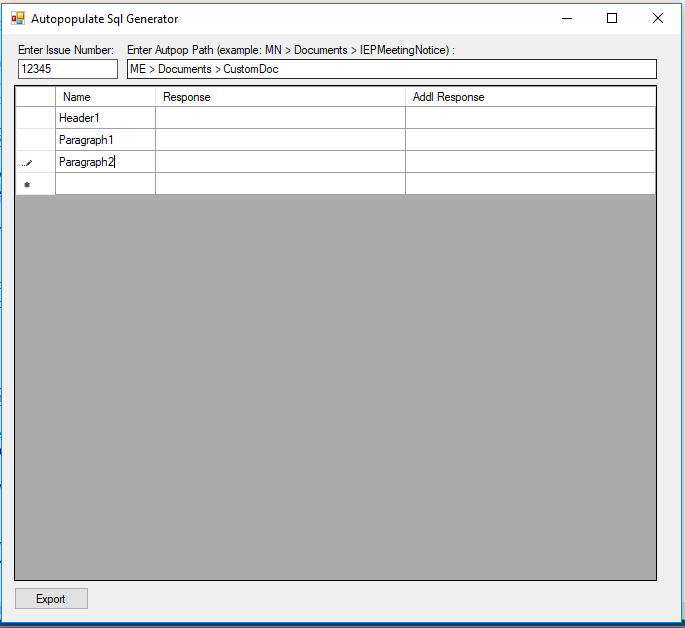 Autopopulate Sql Generator
Enter Issue Number: Enter Autpop Path (example: MN > Documents > IEPMeetingNotice) :
12345 ME > Documents > CustomDoc
Name Response Addl Response
Header1
Paragraph1
Paragraph2
Export